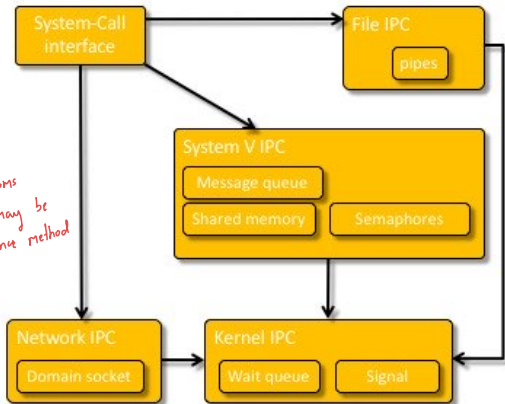 System-Call
interface
File IPC
pipes
System V IPC
Message queue
Shared memory
Semaphores
may be
method
Network IPC
Domain socket
Kernel IPC
Wait queue
Signal